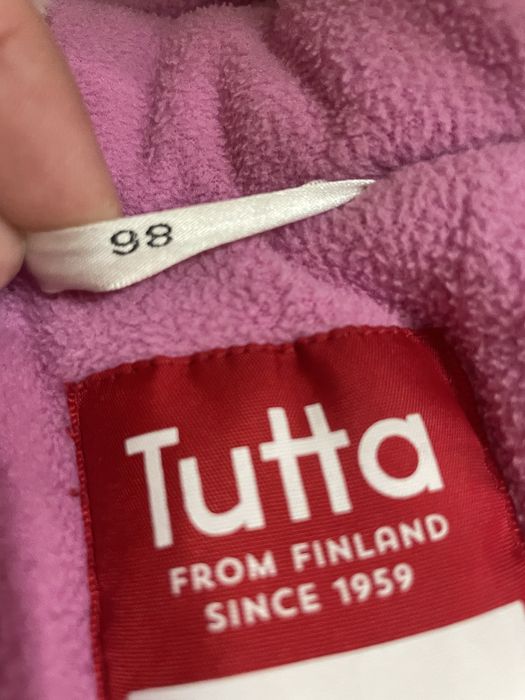 98
Tutta
FROM FINLAND
SINCE 1959